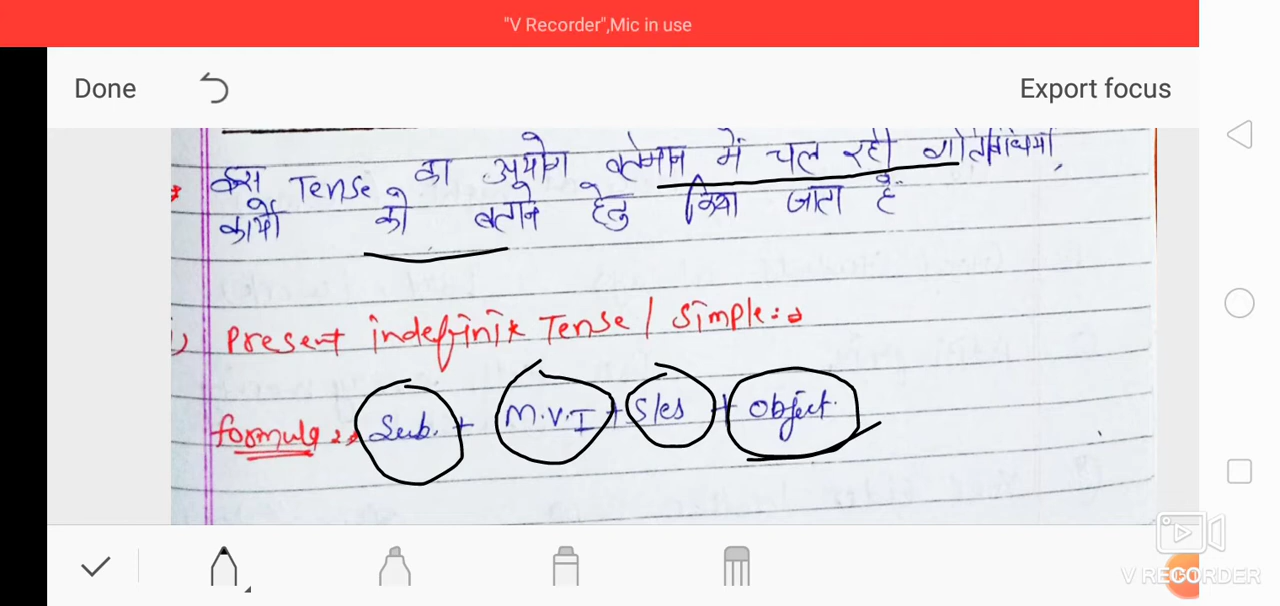 "V Recorder",Mic in use
Done
Export focus
इस Tense का प्रयोग वर्तमान में चल रही गतिविधियों,
कार्यों को बताने हेतु किया जाता है
Present indefinite Tense / Simple:-
formula :- Sub. + M.V.I + S/es + Object.
V RECORDER